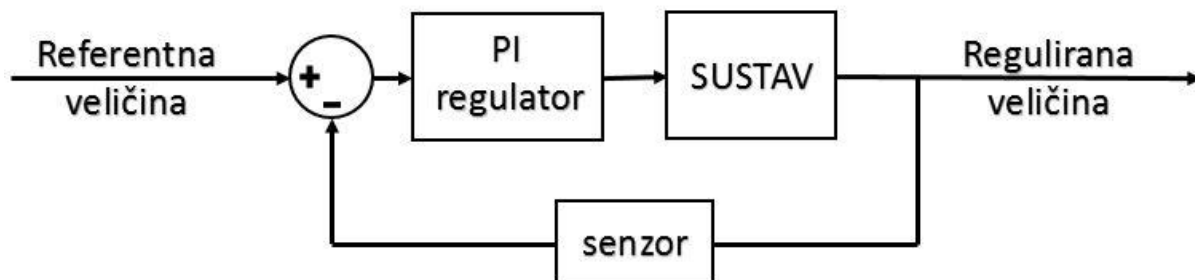 Referentna
veličina
+
-
PI
regulator
SUSTAV
Regulirana
veličina
senzor